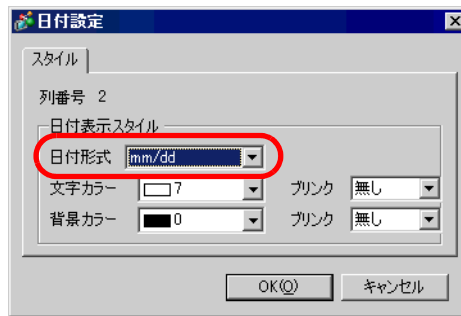 日付設定
スタイル
列番号 2
日付表示スタイル
日付形式 mm/dd
文字カラー 7 ブリンク 無し
背景カラー 0 ブリンク 無し
OK(O) キャンセル